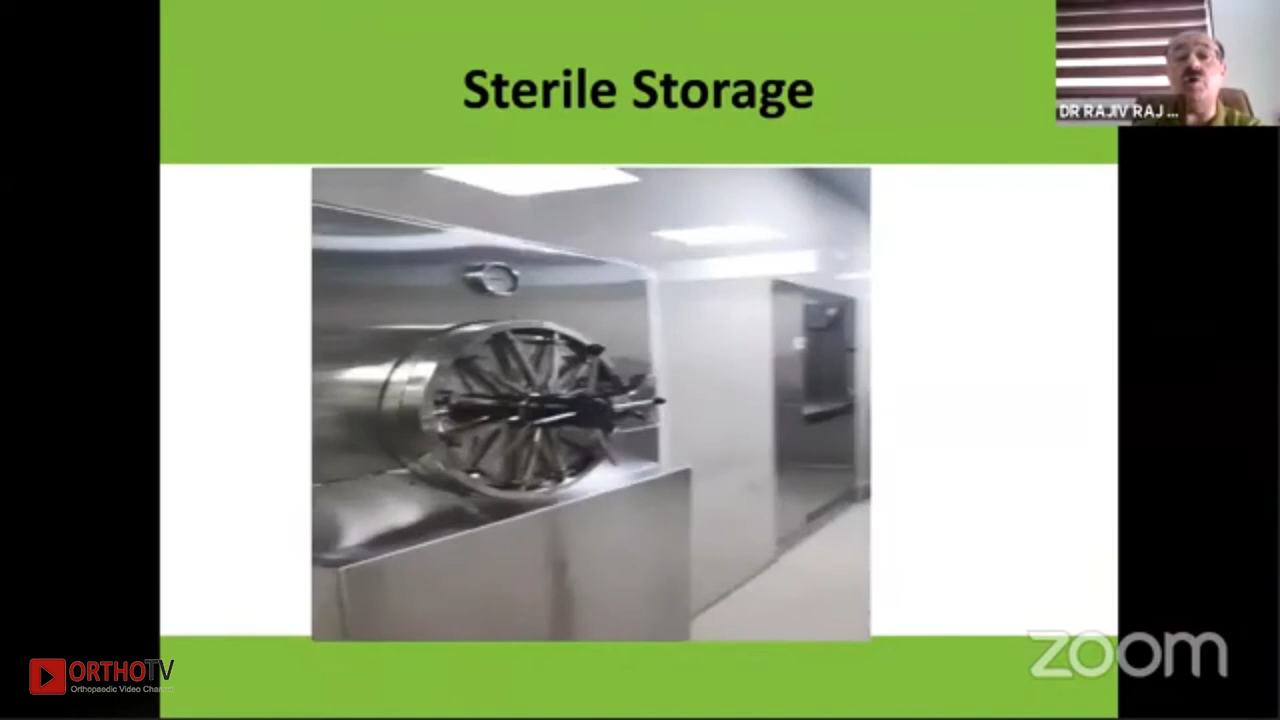 Sterile Storage
DR RAJIV RAJ ...
ORTHOTV
Orthopaedic Video Channel
zoom